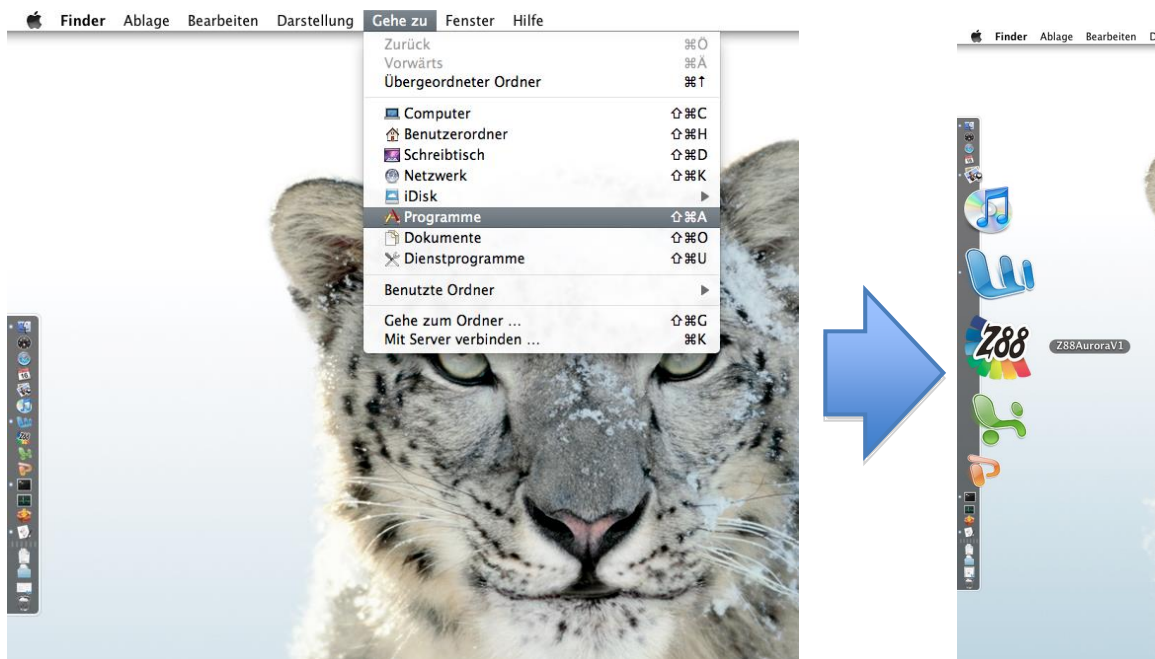 Finder Ablage Bearbeiten Darstellung Gehe zu Fenster Hilfe
Zurück ⌘Ö
Vorwärts ⌘Ä
Übergeordneter Ordner ⌘↑
Computer ⇧⌘C
Benutzerordner ⇧⌘H
Schreibtisch ⇧⌘D
Netzwerk ⇧⌘K
iDisk
Programme ⇧⌘A
Dokumente ⇧⌘O
Dienstprogramme ⇧⌘U
Benutzte Ordner
Gehe zum Ordner ... ⇧⌘G
Mit Server verbinden ... ⌘K
Finder Ablage Bearbeiten D
Z88
Z88AuroraV1